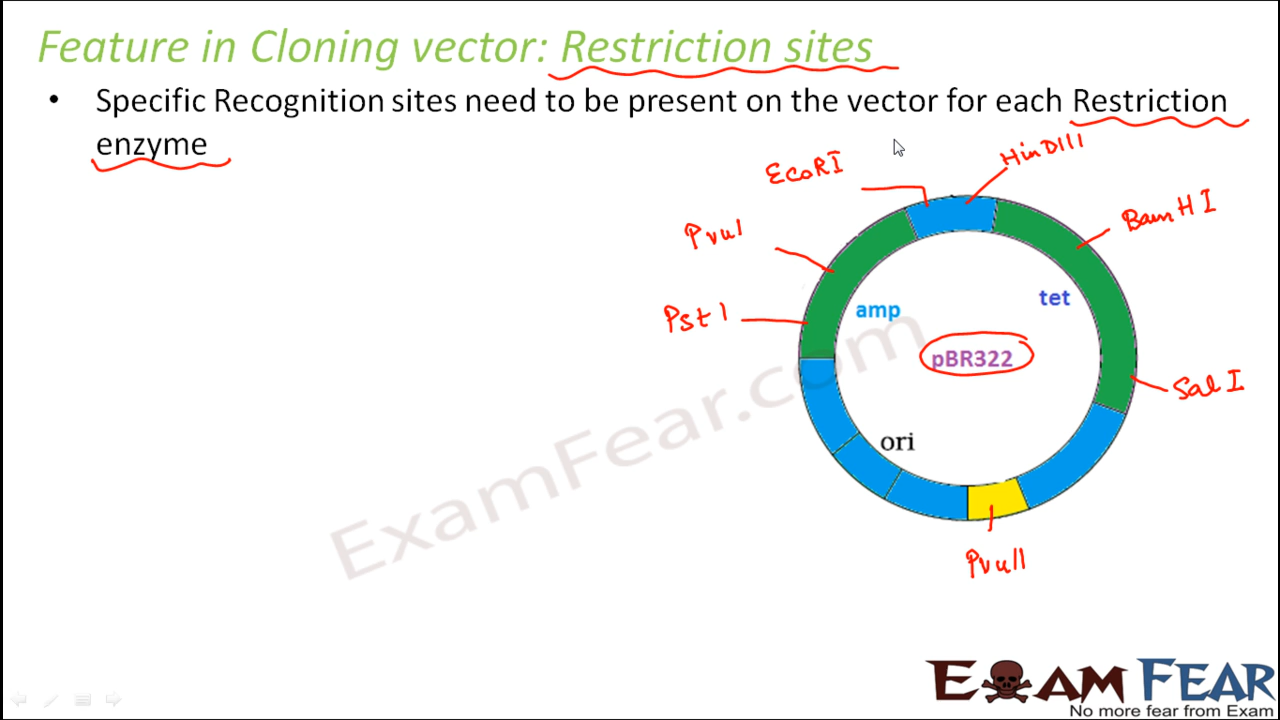 Feature in Cloning vector: Restriction sites
• Specific Recognition sites need to be present on the vector for each Restriction
enzyme
EcoRI
HinDIII
BamHI
PvuI
PstI
amp
tet
pBR322
SalI
ori
PvuII
ExamFear.com
EXAM FEAR
No more fear from Exam